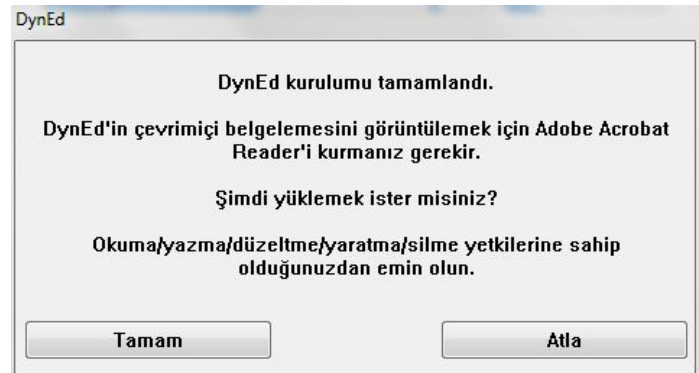 DynEd
DynEd kurulumu tamamlandı.
DynEd'in çevrimiçi belgelemesini görüntülemek için Adobe Acrobat
Reader'i kurmanız gerekir.
Şimdi yüklemek ister misiniz?
Okuma/yazma/düzeltme/yaratma/silme yetkilerine sahip
olduğunuzdan emin olun.
Tamam
Atla